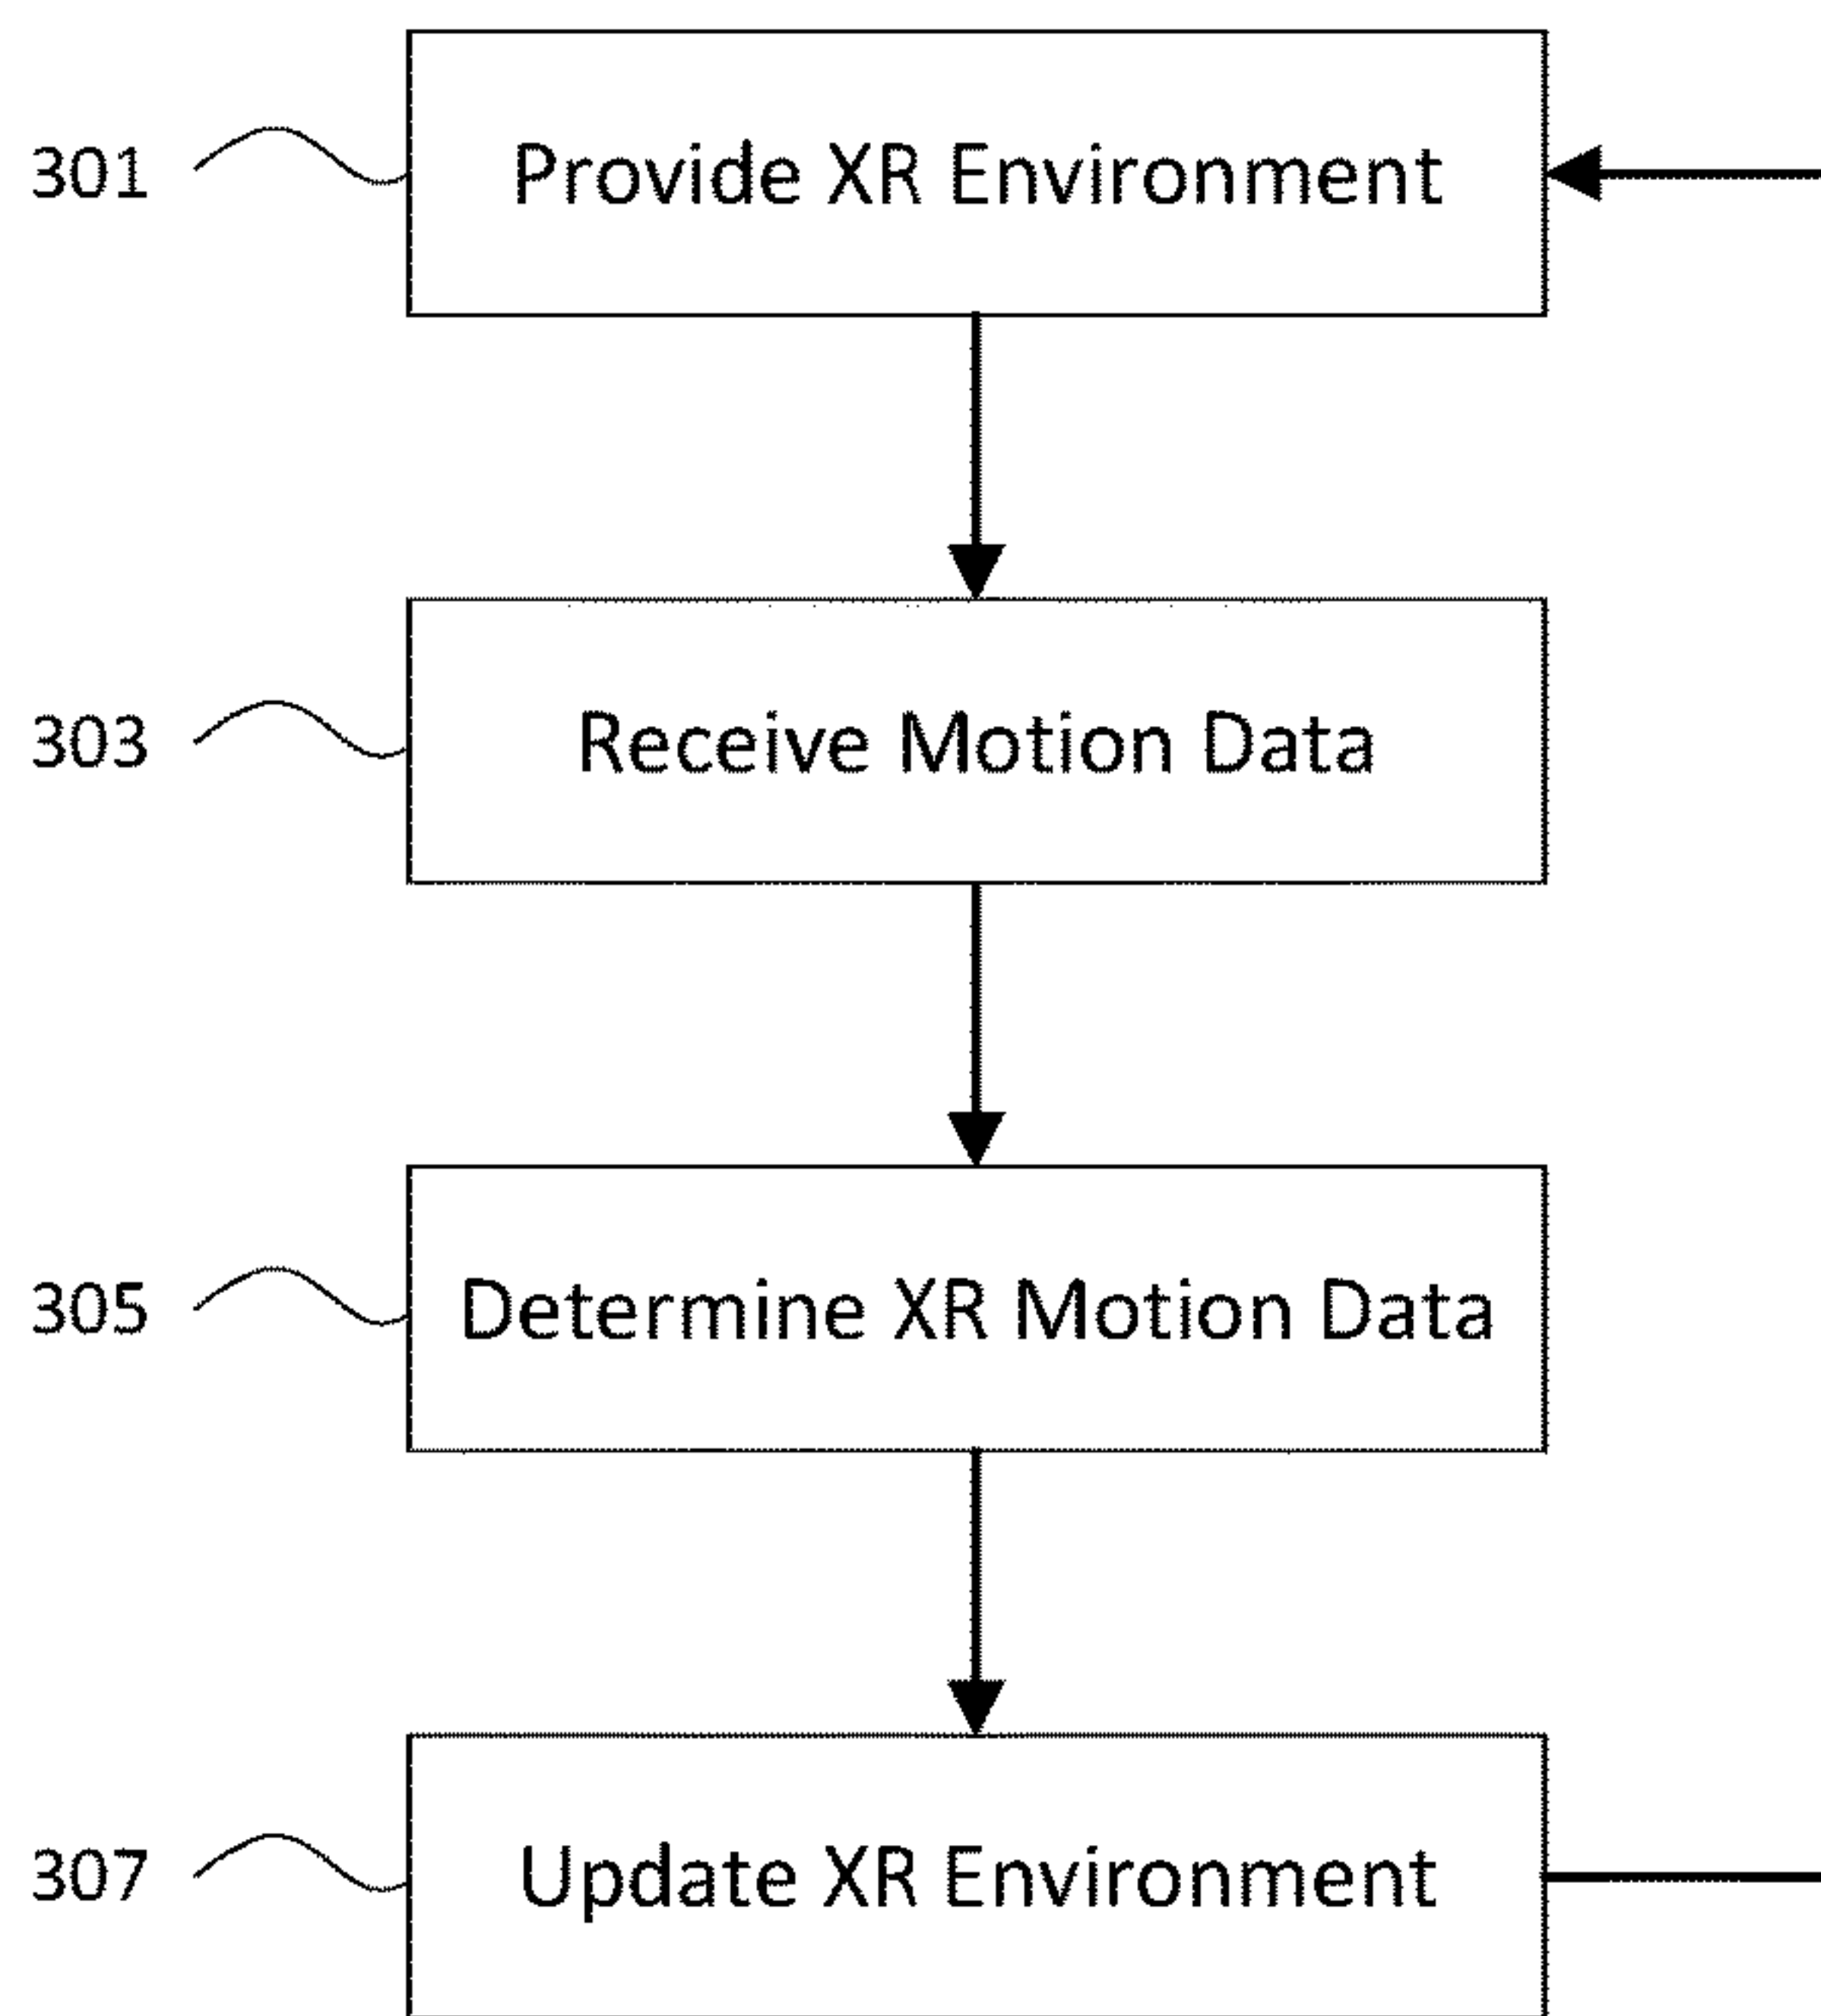 301 Provide XR Environment
303 Receive Motion Data
305 Determine XR Motion Data
307 Update XR Environment